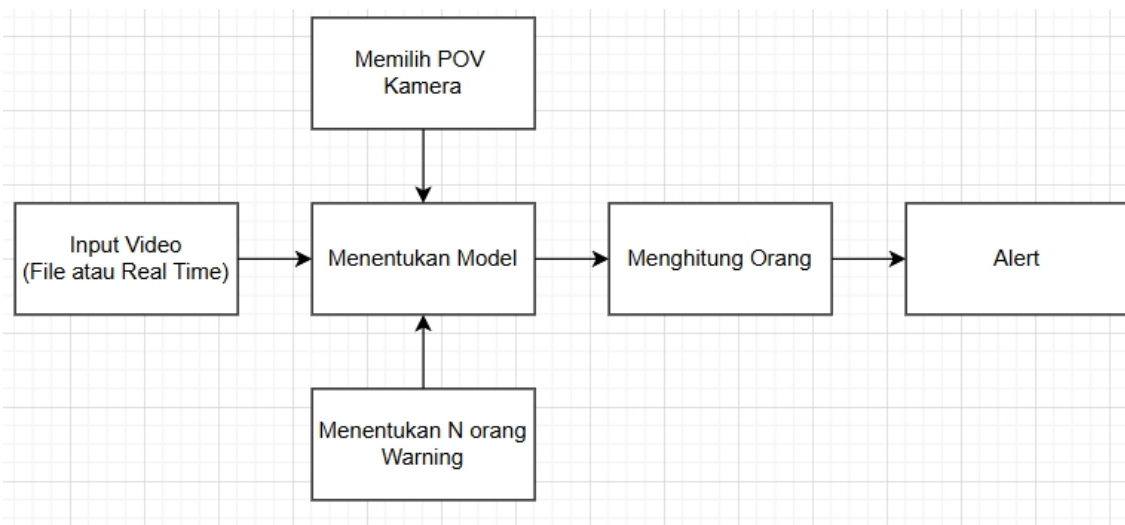 Memilih POV
Kamera
Input Video
(File atau Real Time)
Menentukan Model
Menghitung Orang
Alert
Menentukan N orang
Warning